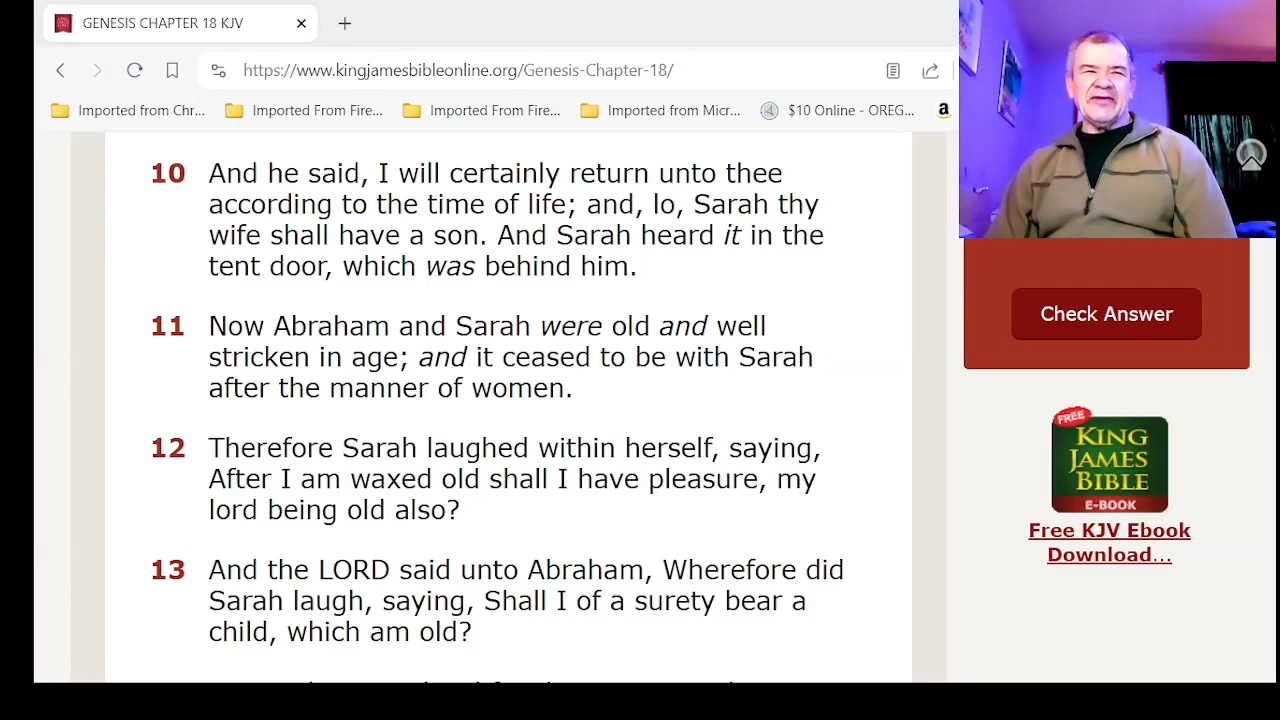 GENESIS CHAPTER 18 KJV
https://www.kingjamesbibleonline.org/Genesis-Chapter-18/
Imported from Chr...
Imported From Fire...
Imported From Fire...
Imported from Micr...
$10 Online - OREG...
10 And he said, I will certainly return unto thee
according to the time of life; and, lo, Sarah thy
wife shall have a son. And Sarah heard it in the
tent door, which was behind him.
11 Now Abraham and Sarah were old and well
stricken in age; and it ceased to be with Sarah
after the manner of women.
12 Therefore Sarah laughed within herself, saying,
After I am waxed old shall I have pleasure, my
lord being old also?
13 And the LORD said unto Abraham, Wherefore did
Sarah laugh, saying, Shall I of a surety bear a
child, which am old?
Check Answer
FREE
KING
JAMES
BIBLE
E-BOOK
Free KJV Ebook
Download...